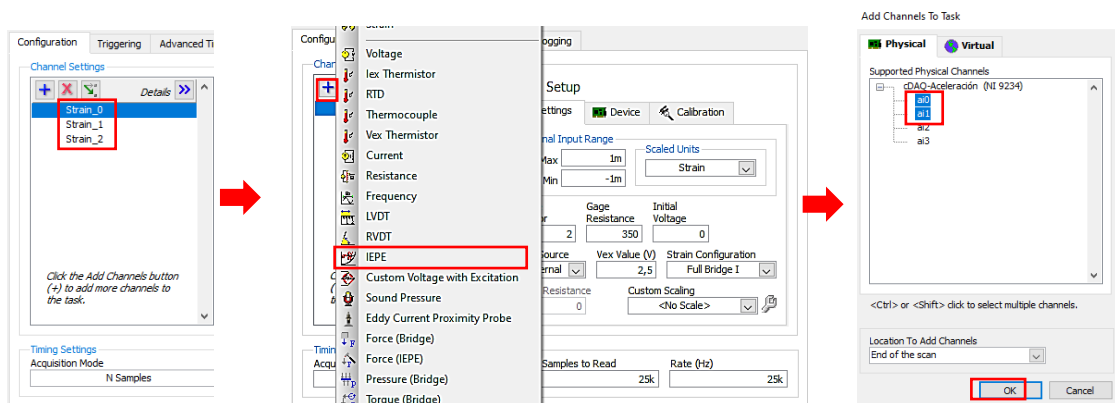 Configuration
Triggering
Advanced Ti
Channel Settings
Details
Strain_0
Strain_1
Strain_2
Click the Add Channels button
(+) to add more channels to
the task.
Timing Settings
Acquisition Mode
N Samples
Configu
ogging
Chan
Strain
Voltage
Iex Thermistor
RTD
Thermocouple
Vex Thermistor
Current
Resistance
Frequency
LVDT
RVDT
IEPE
Custom Voltage with Excitation
Sound Pressure
Eddy Current Proximity Probe
Force (Bridge)
Force (IEPE)
Pressure (Bridge)
Torque (Bridge)
Setup
ettings
Device
Calibration
nal Input Range
Max
1m
Min
-1m
Scaled Units
Strain
Gage
Resistance
Initial
Voltage
or
2
350
0
ource
Vex Value (V)
Strain Configuration
ernal
2,5
Full Bridge I
Resistance
Custom Scaling
0
<No Scale>
Timin
Acqu
Samples to Read
Rate (Hz)
25k
25k
Add Channels To Task
Physical
Virtual
Supported Physical Channels
cDAQ-Aceleración (NI 9234)
ai0
ai1
ai2
ai3
<Ctrl> or <Shift> click to select multiple channels.
Location To Add Channels
End of the scan
OK
Cancel